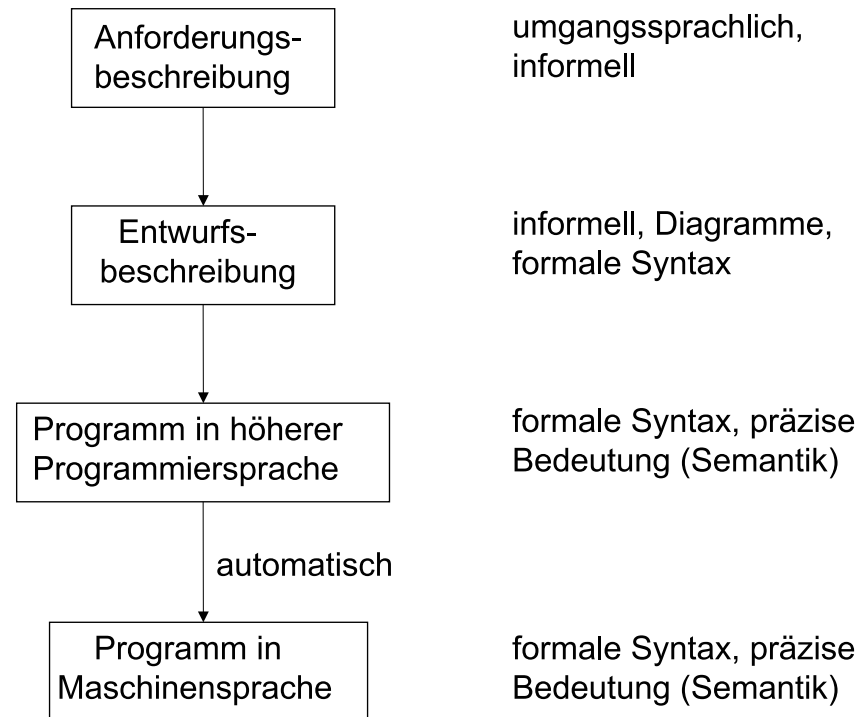 Anforderungs-
beschreibung
umgangssprachlich,
informell
Entwurfs-
beschreibung
informell, Diagramme,
formale Syntax
Programm in höherer
Programmiersprache
formale Syntax, präzise
Bedeutung (Semantik)
automatisch
Programm in
Maschinensprache
formale Syntax, präzise
Bedeutung (Semantik)